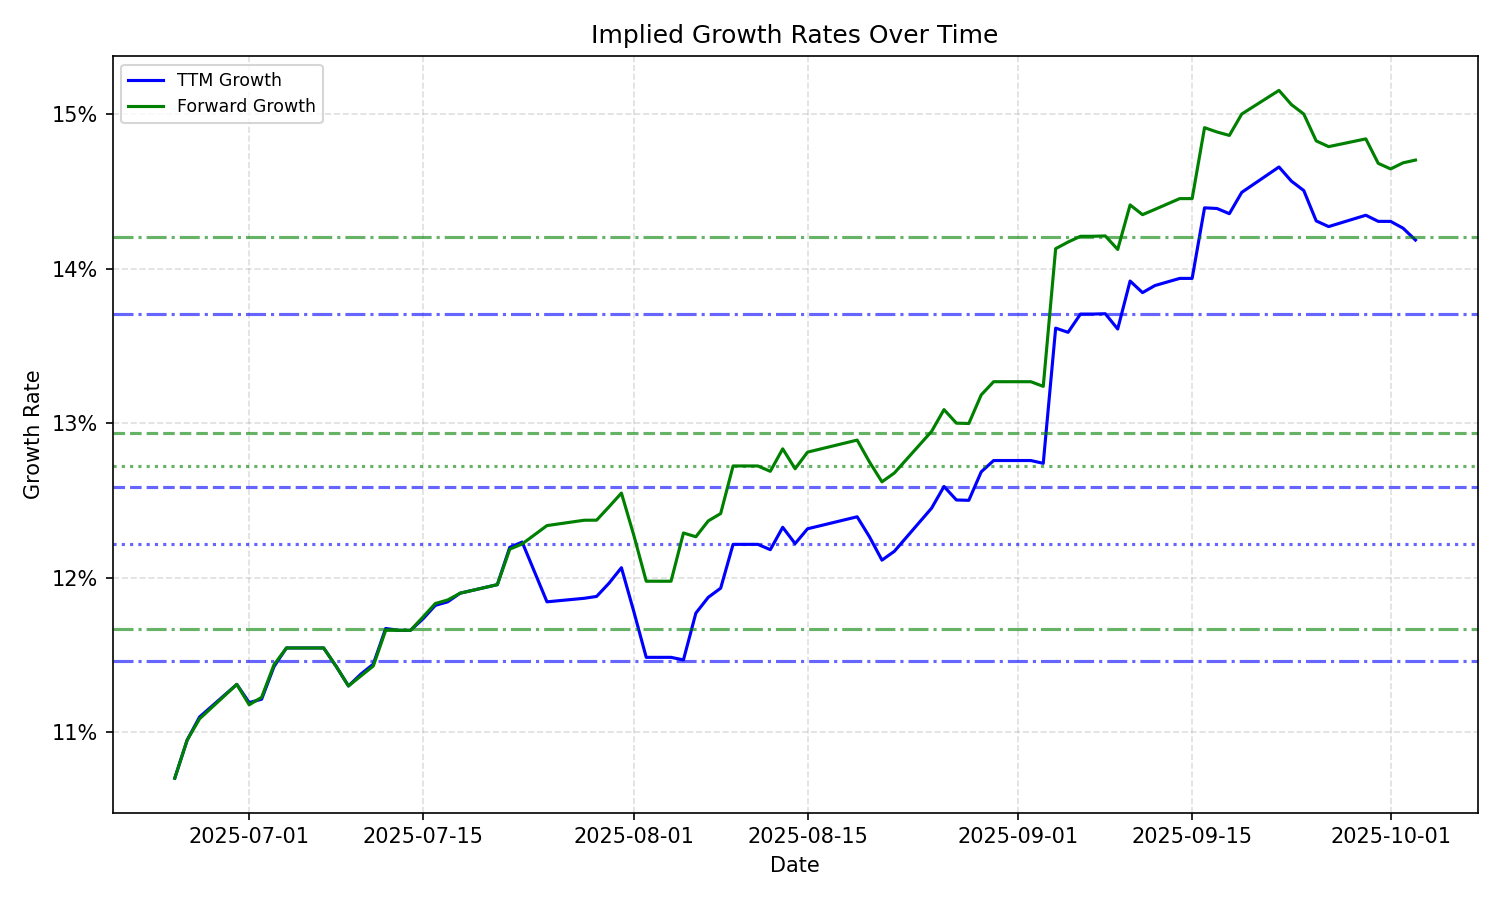 Implied Growth Rates Over Time
TTM Growth
Forward Growth
15%
14%
13%
12%
11%
Growth Rate
2025-07-01
2025-07-15
2025-08-01
2025-08-15
2025-09-01
2025-09-15
2025-10-01
Date